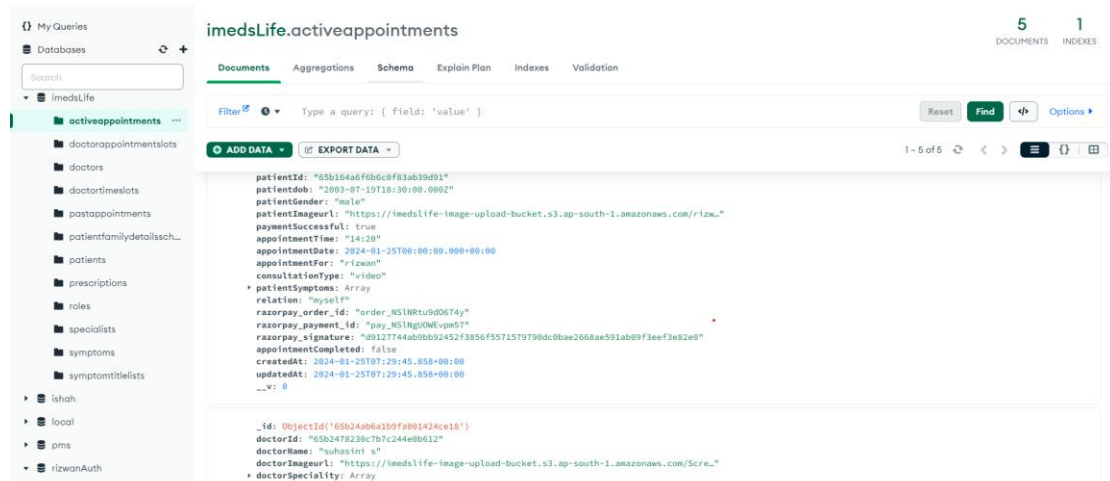 {} My Queries
Databases
Search
imedsLife
activeappointments ...
doctorappointmentslots
doctors
doctortimeslots
pastappointments
patientfamilydetailssch...
patients
prescriptions
roles
specialists
symptoms
symptomtitlelists
ishah
local
pms
rizwanAuth
imedsLife.activeappointments
5
DOCUMENTS
1
INDEXES
Documents Aggregations Schema Explain Plan Indexes Validation
Filter Type a query: { field: 'value' } Reset Find </> Options
ADD DATA EXPORT DATA 1 – 5 of 5 {}
patientId: "65b164a6f6b6c0f83ab39d91"
patientdob: "2003-07-19T18:30:00.000Z"
patientGender: "male"
patientImageurl: "https://imedslife-image-upload-bucket.s3.ap-south-1.amazonaws.com/rizw…"
paymentSuccessful: true
appointmentTime: "14:20"
appointmentDate: 2024-01-25T00:00:00.000+00:00
appointmentFor: "rizwan"
consultationType: "video"
patientSymptoms: Array
relation: "myself"
razorpay_order_id: "order_NSlNRtu9dO674y"
razorpay_payment_id: "pay_NSlNgUOWEvpm57"
razorpay_signature: "d9127744ab9bb92452f3856f5571579790dc0bae2668ae591ab09f3eef3e82e0"
appointmentCompleted: false
createdAt: 2024-01-25T07:29:45.858+00:00
updatedAt: 2024-01-25T07:29:45.858+00:00
__v: 0
_id: ObjectId('65b24ab6a1b9fa001424ce18')
doctorId: "65b2478230c7b7c244e0b612"
doctorName: "suhasini s"
doctorImageurl: "https://imedslife-image-upload-bucket.s3.ap-south-1.amazonaws.com/Scre…"
doctorSpeciality: Array